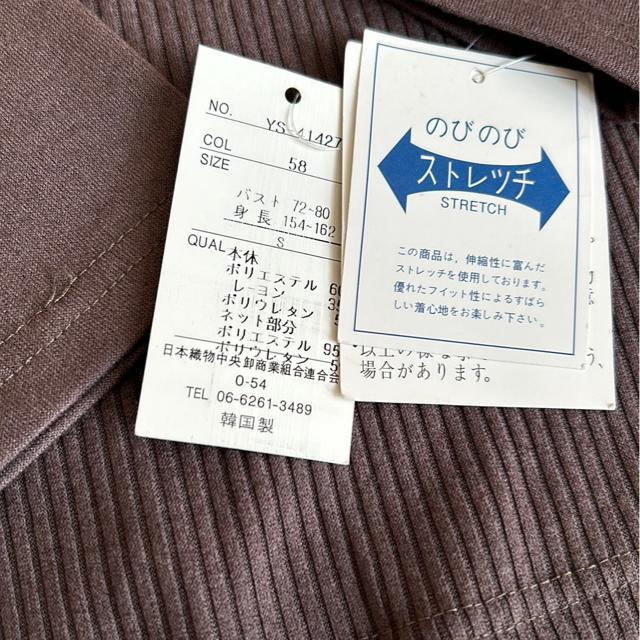 NO. YS 41427
COL 58
SIZE
バスト 72~80
身長 154~162
S
QUAL 本体
ポリエステル 60
レーヨン 35
ポリウレタン
ネット部分
ポリエステル 95
ポリウレタン 5
日本織物中央卸商業組合連合会
0-54
TEL 06-6261-3489
韓国製
のびのび
ストレッチ
STRETCH
この商品は、伸縮性に富んだ
ストレッチを使用しております。
優れたフィット性によるすばら
しい着心地をお楽しみ下さい。
場合があります。